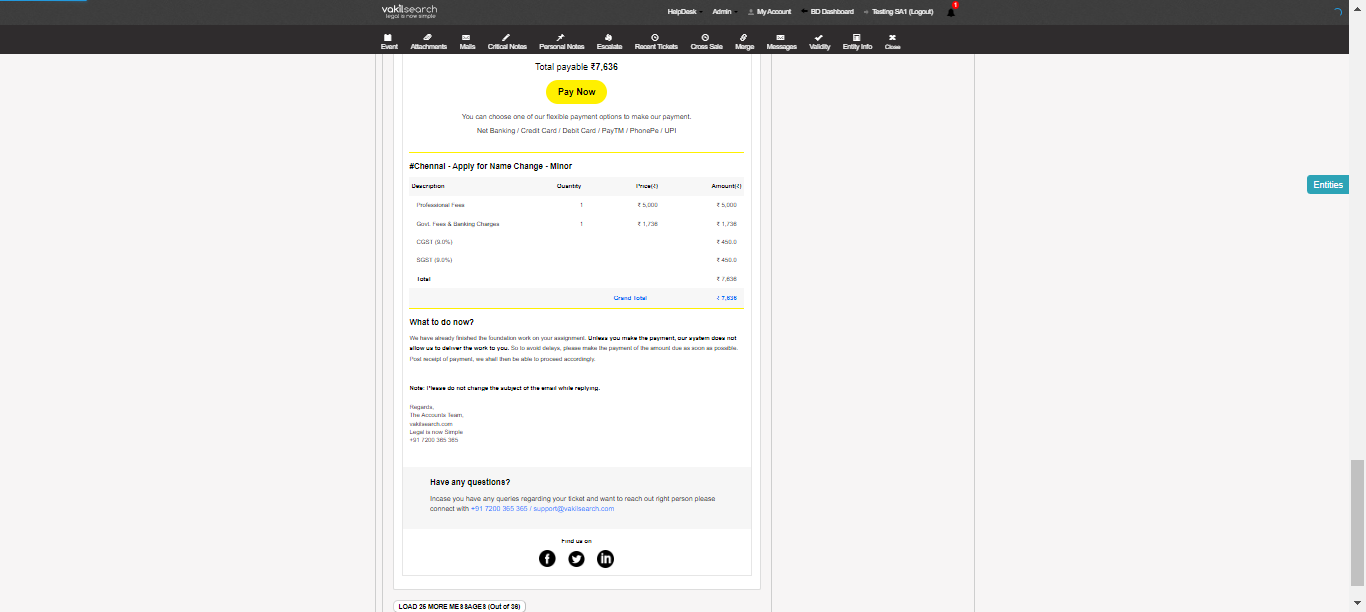 vakilsearch
legal is now simple
HelpDesk Admin My Account BD Dashboard Testing SA1 (Logout) 1
Event Attachments Mails Critical Notes Personal Notes Escalate Recent Tickets Cross Sale Merge Messages Validity Entity Info Close
Total payable ₹7,636
Pay Now
You can choose one of our flexible payment options to make our payment.
Net Banking / Credit Card / Debit Card / PayTM / PhonePe / UPI
#Chennai - Apply for Name Change - Minor
Description Quantity Price(₹) Amount(₹)
Professional Fees 1 ₹ 5,000 ₹ 5,000
Govt. Fees & Banking Charges 1 ₹ 1,736 ₹ 1,736
CGST (9.0%) ₹ 450.0
SGST (9.0%) ₹ 450.0
Total ₹ 7,636
Grand Total ₹ 7,636
Entities
What to do now?
We have already finished the foundation work on your assignment. Unless you make the payment, our system does not
allow us to deliver the work to you. So to avoid delays, please make the payment of the amount due as soon as possible.
Post receipt of payment, we shall then be able to proceed accordingly.
Note: Please do not change the subject of the email while replying.
Regards,
The Accounts Team,
vakilsearch.com
Legal is now Simple
+91 7200 365 365
Have any questions?
Incase you have any queries regarding your ticket and want to reach out right person please
connect with +91 7200 365 365 / support@vakilsearch.com
Find us on
LOAD 25 MORE MESSAGES (Out of 36)